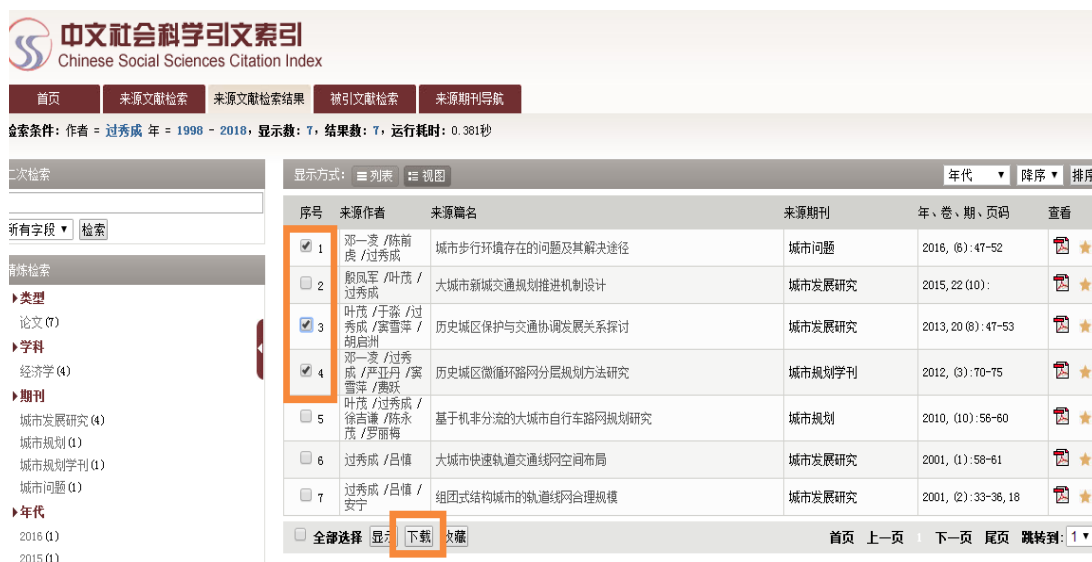 中文社会科学引文索引
Chinese Social Sciences Citation Index
首页 来源文献检索 来源文献检索结果 被引文献检索 来源期刊导航
检索条件: 作者 = 过秀成 年 = 1998 - 2018, 显示数: 7, 结果数: 7, 运行耗时: 0.381秒
二次检索
所有字段 检索
精炼检索
类型
论文(7)
学科
经济学(4)
期刊
城市发展研究(4)
城市规划(1)
城市规划学刊(1)
城市问题(1)
年代
2016(1)
2015(1)
显示方式: 列表 视图 年代 降序 排序
序号 来源作者 来源篇名 来源期刊 年、卷、期、页码 查看
1 邓一凌 /陈前虎 /过秀成 城市步行环境存在的问题及其解决途径 城市问题 2016, (6):47-52
2 殷凤军 /叶茂 /过秀成 大城市新城交通规划推进机制设计 城市发展研究 2015, 22(10):
3 叶茂 /于淼 /过秀成 /窦雪萍 /胡启洲 历史城区保护与交通协调发展关系探讨 城市发展研究 2013, 20(8):47-53
4 邓一凌 /过秀成 /严亚丹 /窦雪萍 /费跃 历史城区微循环路网分层规划方法研究 城市规划学刊 2012, (3):70-75
5 叶茂 /过秀成 /徐吉谦 /陈永茂 /罗丽梅 基于机非分流的大城市自行车路网规划研究 城市规划 2010, (10):56-60
6 过秀成 /吕慎 大城市快速轨道交通线网空间布局 城市发展研究 2001, (1):58-61
7 过秀成 /吕慎 /安宁 组团式结构城市的轨道线网合理规模 城市发展研究 2001, (2):33-36, 18
全部选择 显示 下载 收藏 首页 上一页 1 下一页 尾页 跳转到: 1